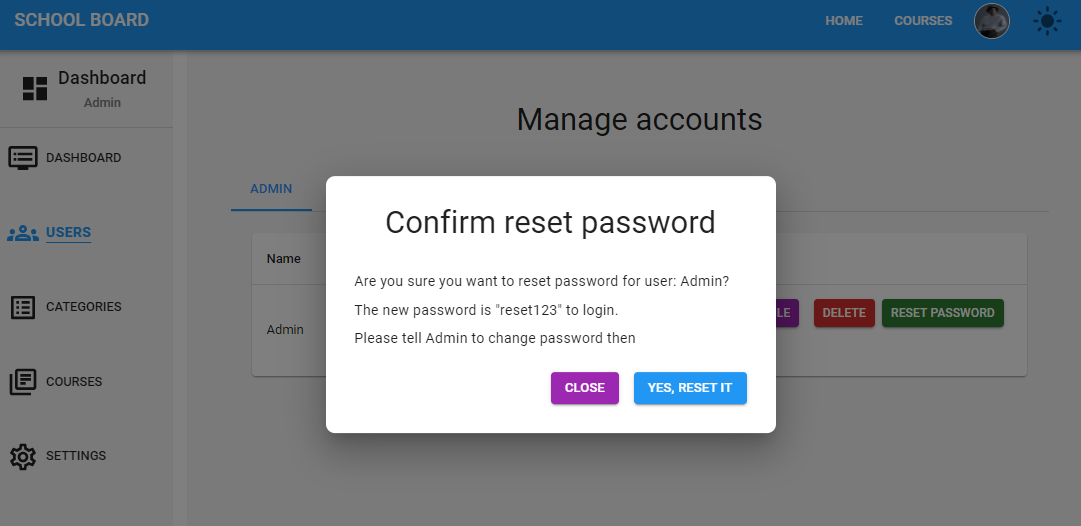 SCHOOL BOARD
HOME
COURSES
Dashboard
Admin
DASHBOARD
USERS
CATEGORIES
COURSES
SETTINGS
Manage accounts
ADMIN
Name
Admin
LE
DELETE
RESET PASSWORD
Confirm reset password
Are you sure you want to reset password for user: Admin?
The new password is "reset123" to login.
Please tell Admin to change password then
CLOSE
YES, RESET IT